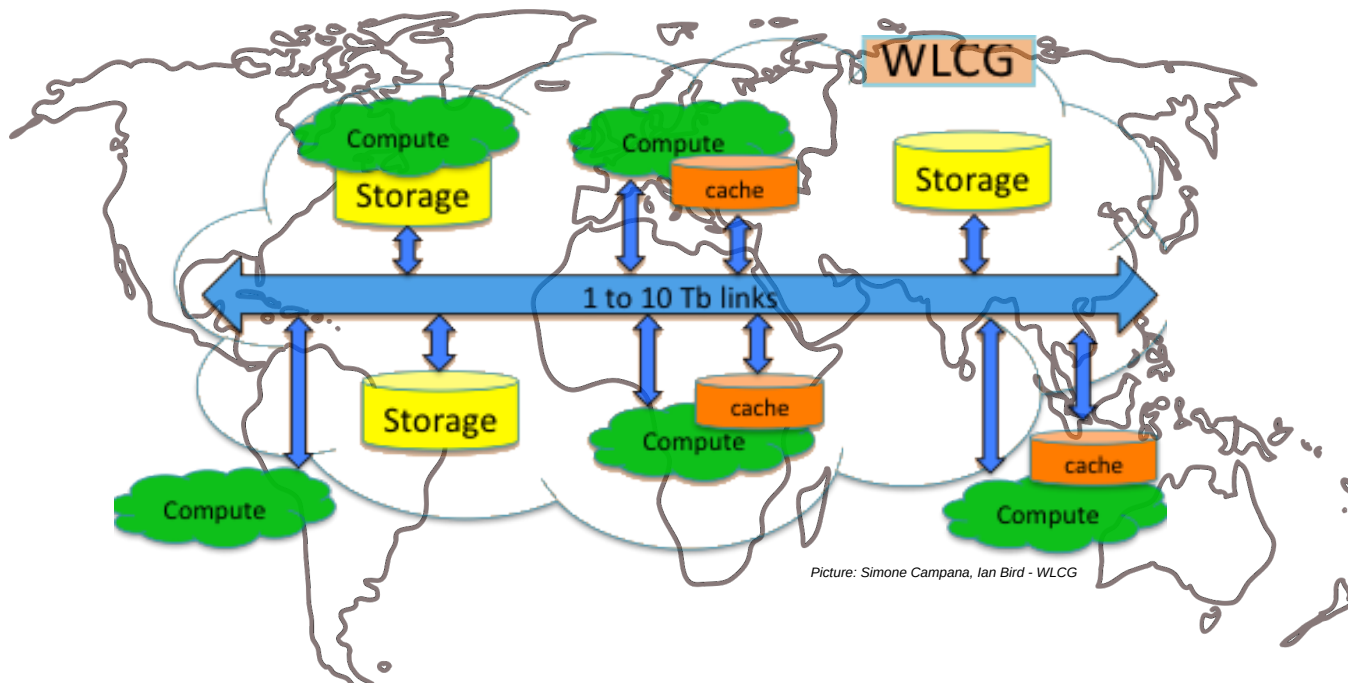 WLCG
Compute
Storage
Compute
cache
Storage
1 to 10 Tb links
Storage
cache
Compute
Compute
cache
Compute
Picture: Simone Campana, Ian Bird - WLCG